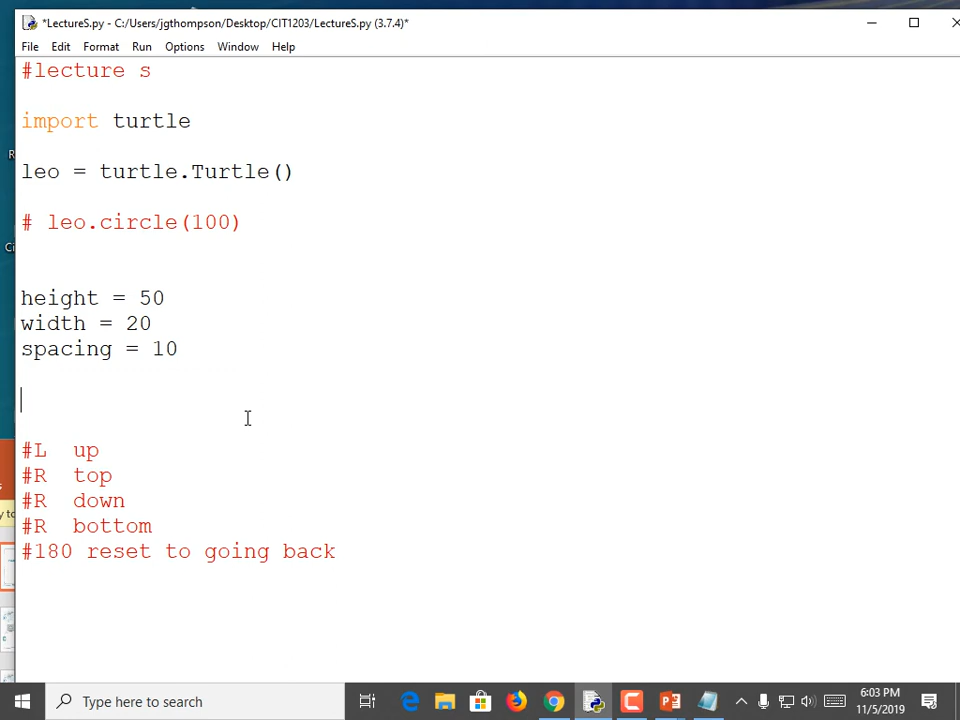 *LectureS.py - C:/Users/jgthompson/Desktop/CIT1203/LectureS.py (3.7.4)*
File Edit Format Run Options Window Help
#lecture s
import turtle
leo = turtle.Turtle()
# leo.circle(100)
height = 50
width = 20
spacing = 10
#L  up
#R  top
#R  down
#R  bottom
#180 reset to going back
Type here to search
6:03 PM
11/5/2019